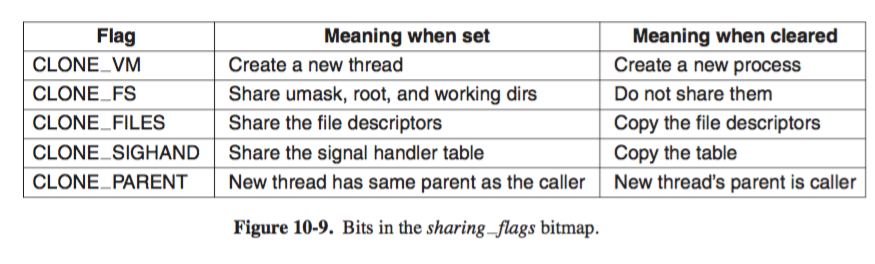 Flag Meaning when set Meaning when cleared
CLONE_VM Create a new thread Create a new process
CLONE_FS Share umask, root, and working dirs Do not share them
CLONE_FILES Share the file descriptors Copy the file descriptors
CLONE_SIGHAND Share the signal handler table Copy the table
CLONE_PARENT New thread has same parent as the caller New thread's parent is caller
Figure 10-9. Bits in the sharing_flags bitmap.